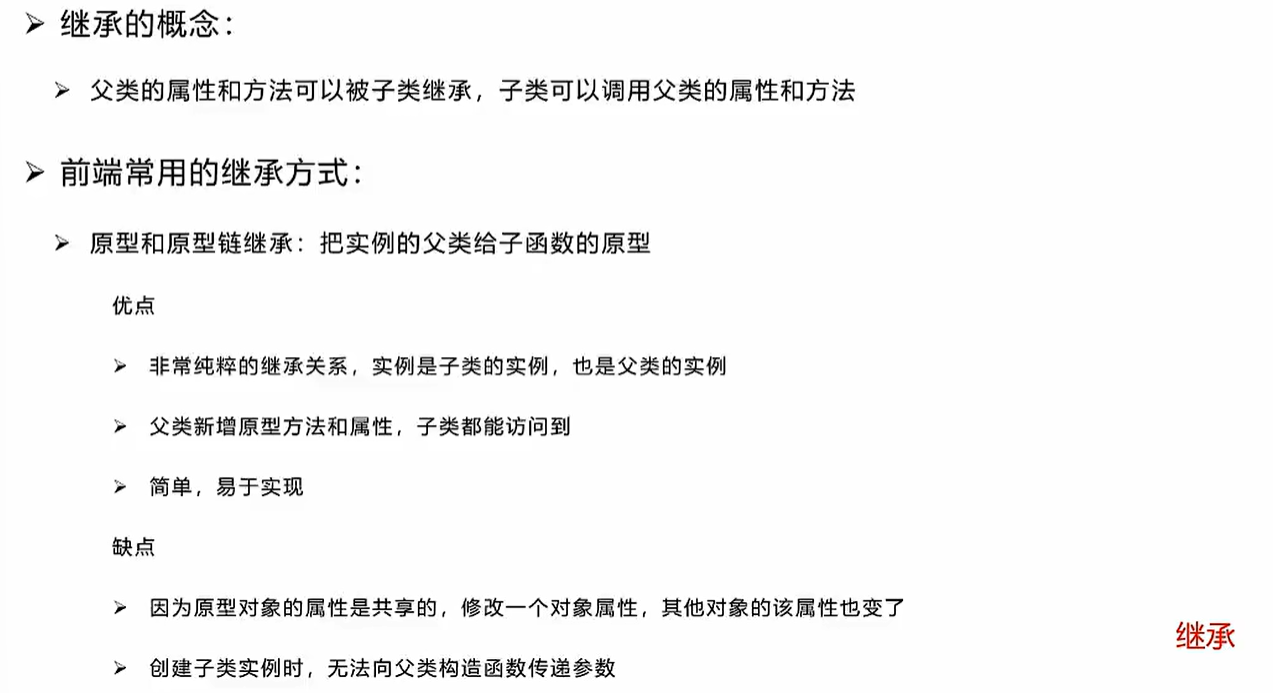 继承的概念：
父类的属性和方法可以被子类继承，子类可以调用父类的属性和方法
前端常用的继承方式：
原型和原型链继承：把实例的父类给子函数的原型
优点
非常纯粹的继承关系，实例是子类的实例，也是父类的实例
父类新增原型方法和属性，子类都能访问到
简单，易于实现
缺点
因为原型对象的属性是共享的，修改一个对象属性，其他对象的该属性也变了
创建子类实例时，无法向父类构造函数传递参数
继承